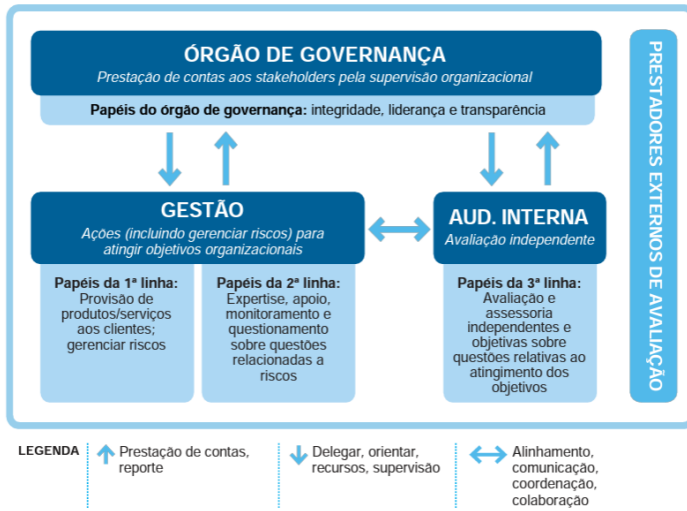 ÓRGÃO DE GOVERNANÇA
Prestação de contas aos stakeholders pela supervisão organizacional
Papéis do órgão de governança: integridade, liderança e transparência
GESTÃO
Ações (incluindo gerenciar riscos) para
atingir objetivos organizacionais
AUD. INTERNA
Avaliação independente
Papéis da 1ª linha:
Provisão de
produtos/serviços
aos clientes;
gerenciar riscos
Papéis da 2ª linha:
Expertise, apoio,
monitoramento e
questionamento
sobre questões
relacionadas a
riscos
Papéis da 3ª linha:
Avaliação e
assessoria
independentes e
objetivas sobre
questões relativas ao
atingimento dos
objetivos
PRESTADORES EXTERNOS DE AVALIAÇÃO
LEGENDA
Prestação de contas,
reporte
Delegar, orientar,
recursos, supervisão
Alinhamento,
comunicação,
coordenação,
colaboração